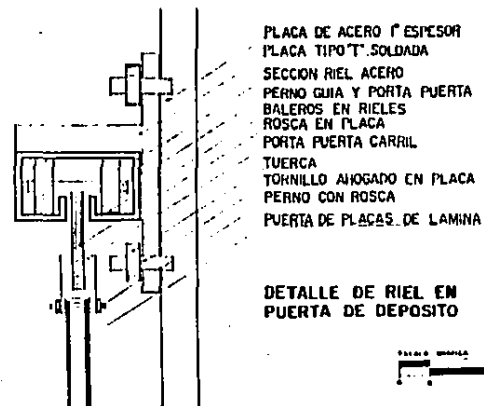 PLACA DE ACERO 1" ESPESOR
PLACA TIPO "T" SOLDADA
SECCION RIEL ACERO
PERNO GUIA Y PORTA PUERTA
BALEROS EN RIELES
ROSCA EN PLACA
PORTA PUERTA CARRIL
TUERCA
TORNILLO AHOGADO EN PLACA
PERNO CON ROSCA
PUERTA DE PLACAS DE LAMINA
DETALLE DE RIEL EN
PUERTA DE DEPOSITO
ESCALA GRAFICA